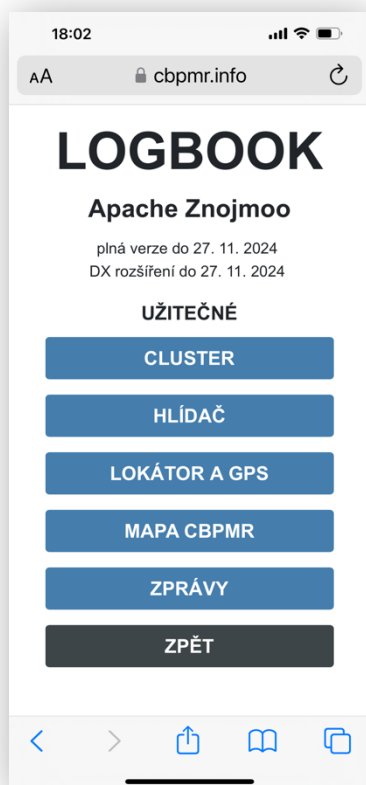 18:02
AA cbpmr.info
LOGBOOK
Apache Znojmoo
plná verze do 27. 11. 2024
DX rozšíření do 27. 11. 2024
UŽITEČNÉ
CLUSTER
HLÍDAČ
LOKÁTOR A GPS
MAPA CBPMR
ZPRÁVY
ZPĚT